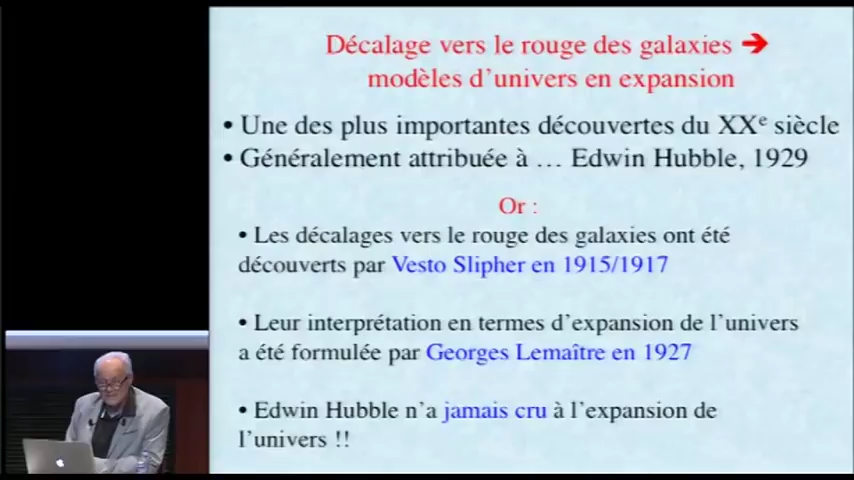 Décalage vers le rouge des galaxies ➔
modèles d'univers en expansion
• Une des plus importantes découvertes du XXe siècle
• Généralement attribuée à … Edwin Hubble, 1929
Or :
• Les décalages vers le rouge des galaxies ont été
découverts par Vesto Slipher en 1915/1917
• Leur interprétation en termes d'expansion de l'univers
a été formulée par Georges Lemaître en 1927
• Edwin Hubble n'a jamais cru à l'expansion de
l'univers !!